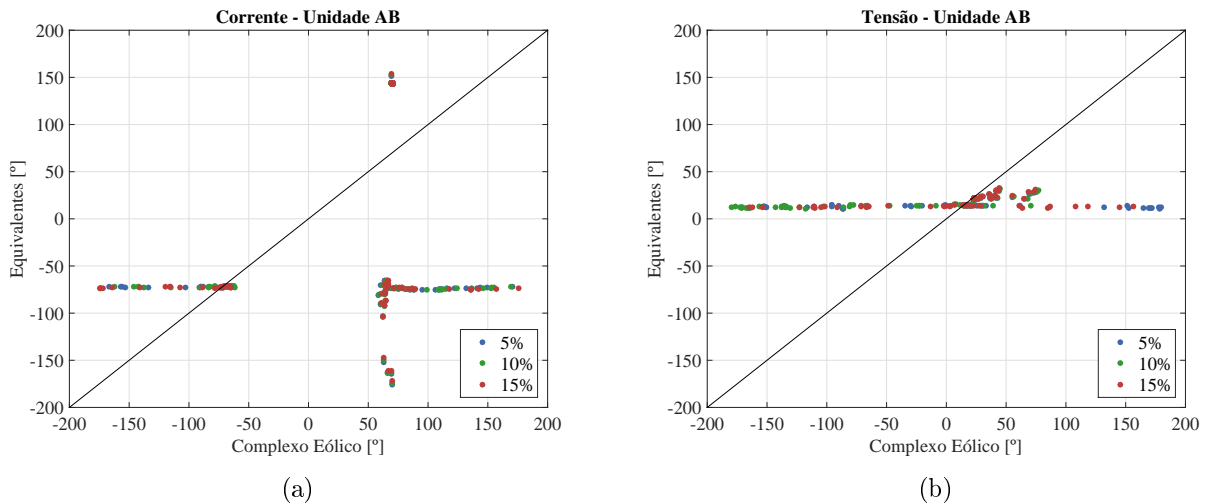 Corrente - Unidade AB
200
150
100
50
0
-50
-100
-150
-200
-200 -150 -100 -50 0 50 100 150 200
Equivalentes [º]
Complexo Eólico [º]
5%
10%
15%
(a)
Tensão - Unidade AB
200
150
100
50
0
-50
-100
-150
-200
-200 -150 -100 -50 0 50 100 150 200
Equivalentes [º]
Complexo Eólico [º]
5%
10%
15%
(b)